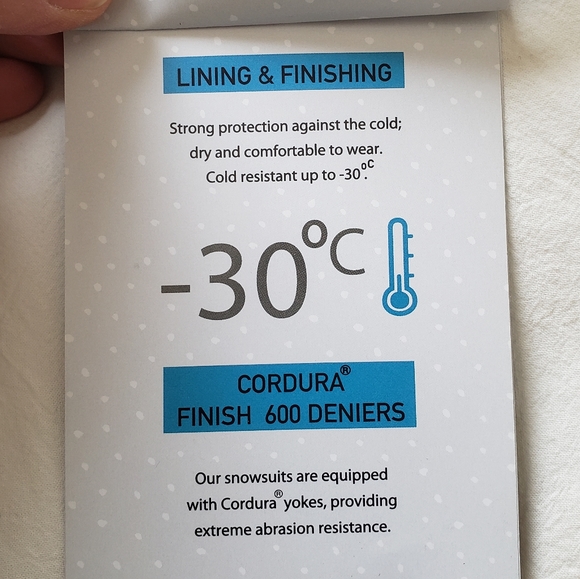 LINING & FINISHING
Strong protection against the cold;
dry and comfortable to wear.
Cold resistant up to -30°C.
-30°C
CORDURA®
FINISH 600 DENIERS
Our snowsuits are equipped
with Cordura® yokes, providing
extreme abrasion resistance.